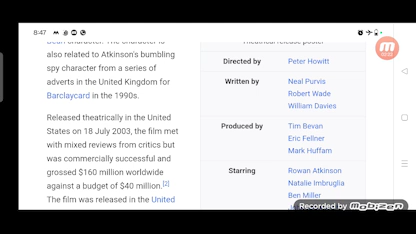 8:47
also related to Atkinson's bumbling
spy character from a series of
adverts in the United Kingdom for
Barclaycard in the 1990s.
Released theatrically in the United
States on 18 July 2003, the film met
with mixed reviews from critics but
was commercially successful and
grossed $160 million worldwide
against a budget of $40 million.[2]
The film was released in the United
Theatrical release poster
Directed by Peter Howitt
Written by Neal Purvis
Robert Wade
William Davies
Produced by Tim Bevan
Eric Fellner
Mark Huffam
Starring Rowan Atkinson
Natalie Imbruglia
Ben Miller
Recorded by Mobizen